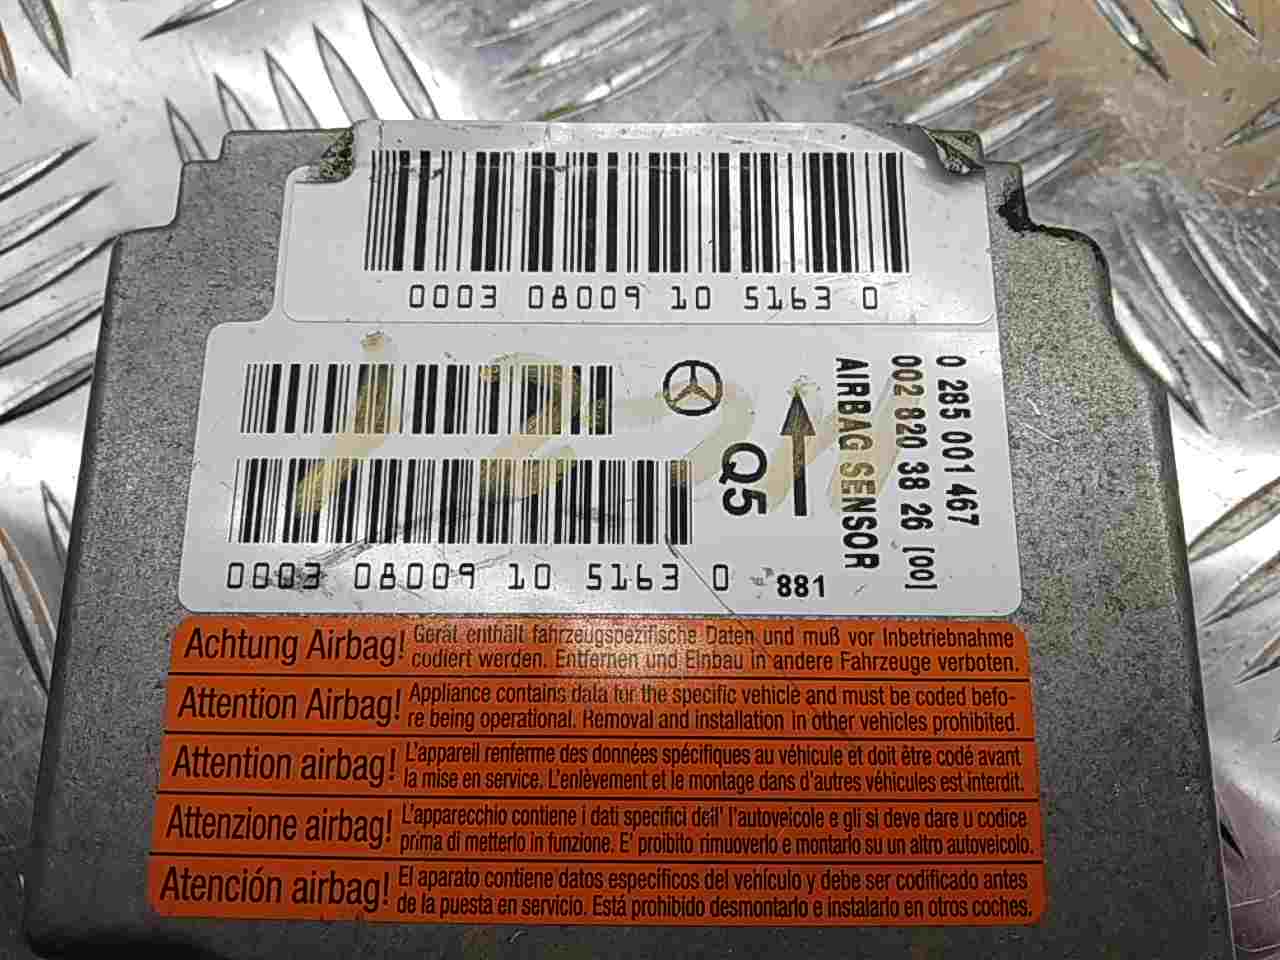 0003 08009 10 5163 0
0 285 001 467
002 820 38 26 [00]
AIRBAG SENSOR
Q5
0003 08009 10 5163 0
881
Achtung Airbag! Gerät enthält fahrzeugspezifische Daten und muß vor Inbetriebnahme
codiert werden. Entfernen und Einbau in andere Fahrzeuge verboten.
Attention Airbag! Appliance contains data for the specific vehicle and must be coded befo-
re being operational. Removal and installation in other vehicles prohibited.
Attention airbag! L'appareil renferme des données spécifiques au véhicule et doit être codé avant
la mise en service. L'enlèvement et le montage dans d'autres véhicules est interdit.
Attenzione airbag! L'apparecchio contiene i dati specifici dell' l'autoveicole e gli si deve dare u codice
prima di metterlo in funzione. E' proibito rimuoverlo e montarlo su un altro autoveicolo.
Atención airbag! El aparato contiene datos específicos del vehículo y debe ser codificado antes
de la puesta en servicio. Está prohibido desmontarlo e instalarlo en otros coches.